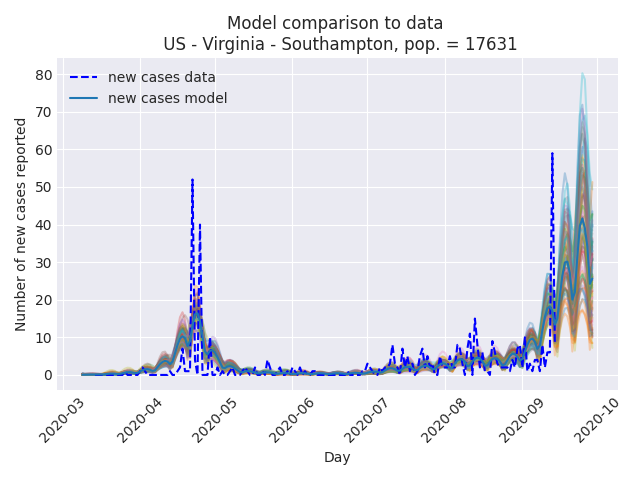 Model comparison to data
US - Virginia - Southampton, pop. = 17631
new cases data
new cases model
Number of new cases reported
80
70
60
50
40
30
20
10
0
2020-03
2020-04
2020-05
2020-06
2020-07
2020-08
2020-09
2020-10
Day